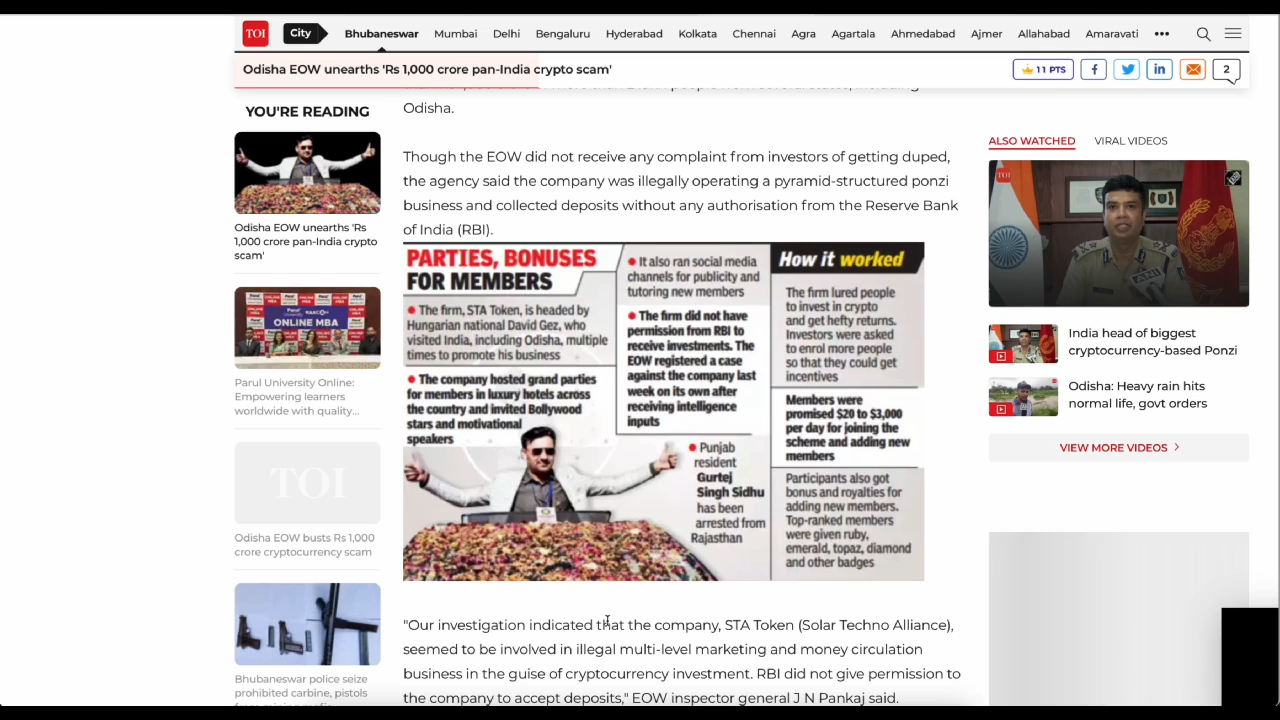 TOI
City
Bhubaneswar
Mumbai
Delhi
Bengaluru
Hyderabad
Kolkata
Chennai
Agra
Agartala
Ahmedabad
Ajmer
Allahabad
Amaravati
•••
Odisha EOW unearths 'Rs 1,000 crore pan-India crypto scam'
11 PTS
2
YOU'RE READING
Odisha EOW unearths 'Rs
1,000 crore pan-India crypto
scam'
ONLINE MBA
Parul University Online:
Empowering learners
worldwide with quality...
TOI
Odisha EOW busts Rs 1,000
crore cryptocurrency scam
Bhubaneswar police seize
prohibited carbine, pistols
Odisha.
Though the EOW did not receive any complaint from investors of getting duped,
the agency said the company was illegally operating a pyramid-structured ponzi
business and collected deposits without any authorisation from the Reserve Bank
of India (RBI).
PARTIES, BONUSES
FOR MEMBERS
• The firm, STA Token, is headed by
Hungarian national David Gez, who
visited India, including Odisha, multiple
times to promote his business
• The company hosted grand parties
for members in luxury hotels across
the country and invited Bollywood
stars and motivational
speakers
• It also ran social media
channels for publicity and
tutoring new members
• The firm did not have
permission from RBI to
receive investments. The
EOW registered a case
against the company last
week on its own after
receiving intelligence
inputs
• Punjab
resident
Gurtej
Singh Sidhu
has been
arrested from
Rajasthan
How it worked
The firm lured people
to invest in crypto
and get hefty returns.
Investors were asked
to enrol more people
so that they could get
incentives
Members were
promised $20 to $3,000
per day for joining the
scheme and adding new
members
Participants also got
bonus and royalties for
adding new members.
Top-ranked members
were given ruby,
emerald, topaz, diamond
and other badges
"Our investigation indicated that the company, STA Token (Solar Techno Alliance),
seemed to be involved in illegal multi-level marketing and money circulation
business in the guise of cryptocurrency investment. RBI did not give permission to
the company to accept deposits," EOW inspector general J N Pankaj said.
ALSO WATCHED
VIRAL VIDEOS
TOI
India head of biggest
cryptocurrency-based Ponzi
Odisha: Heavy rain hits
normal life, govt orders
VIEW MORE VIDEOS